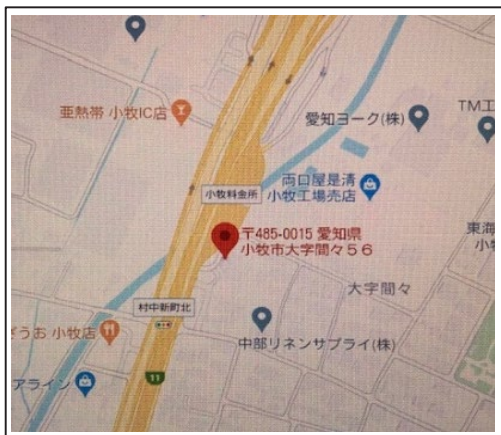 亜熱帯 小牧IC店
愛知ヨーク(株)
TM工
両口屋是清
小牧工場売店
小牧料金所
〒485-0015 愛知県
小牧市大字間々５６
東海
小牧
大字間々
村中新町北
ぎうお 小牧店
中部リネンサプライ(株)
アライン
11